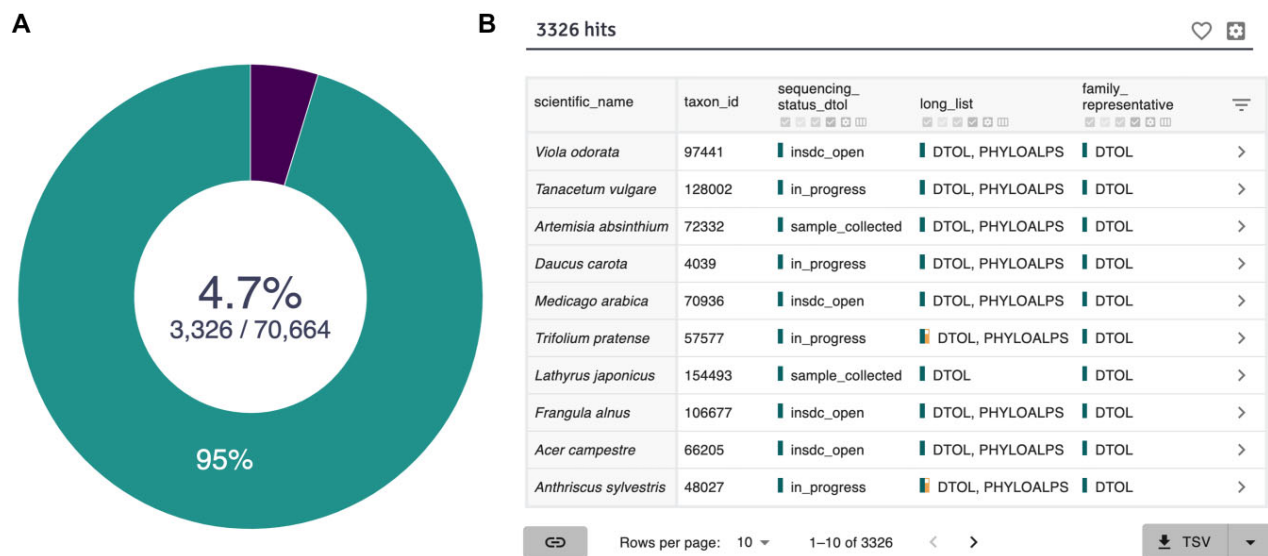 A
4.7%
3,326 / 70,664
95%
B
3326 hits
scientific_name taxon_id sequencing_ status_dtol long_list family_ representative
Viola odorata 97441 insdc_open DTOL, PHYLOALPS DTOL
Tanacetum vulgare 128002 in_progress DTOL, PHYLOALPS DTOL
Artemisia absinthium 72332 sample_collected DTOL, PHYLOALPS DTOL
Daucus carota 4039 in_progress DTOL, PHYLOALPS DTOL
Medicago arabica 70936 insdc_open DTOL, PHYLOALPS DTOL
Trifolium pratense 57577 in_progress DTOL, PHYLOALPS DTOL
Lathyrus japonicus 154493 sample_collected DTOL DTOL
Frangula alnus 106677 insdc_open DTOL, PHYLOALPS DTOL
Acer campestre 66205 insdc_open DTOL, PHYLOALPS DTOL
Anthriscus sylvestris 48027 in_progress DTOL, PHYLOALPS DTOL
Rows per page: 10 1–10 of 3326 TSV